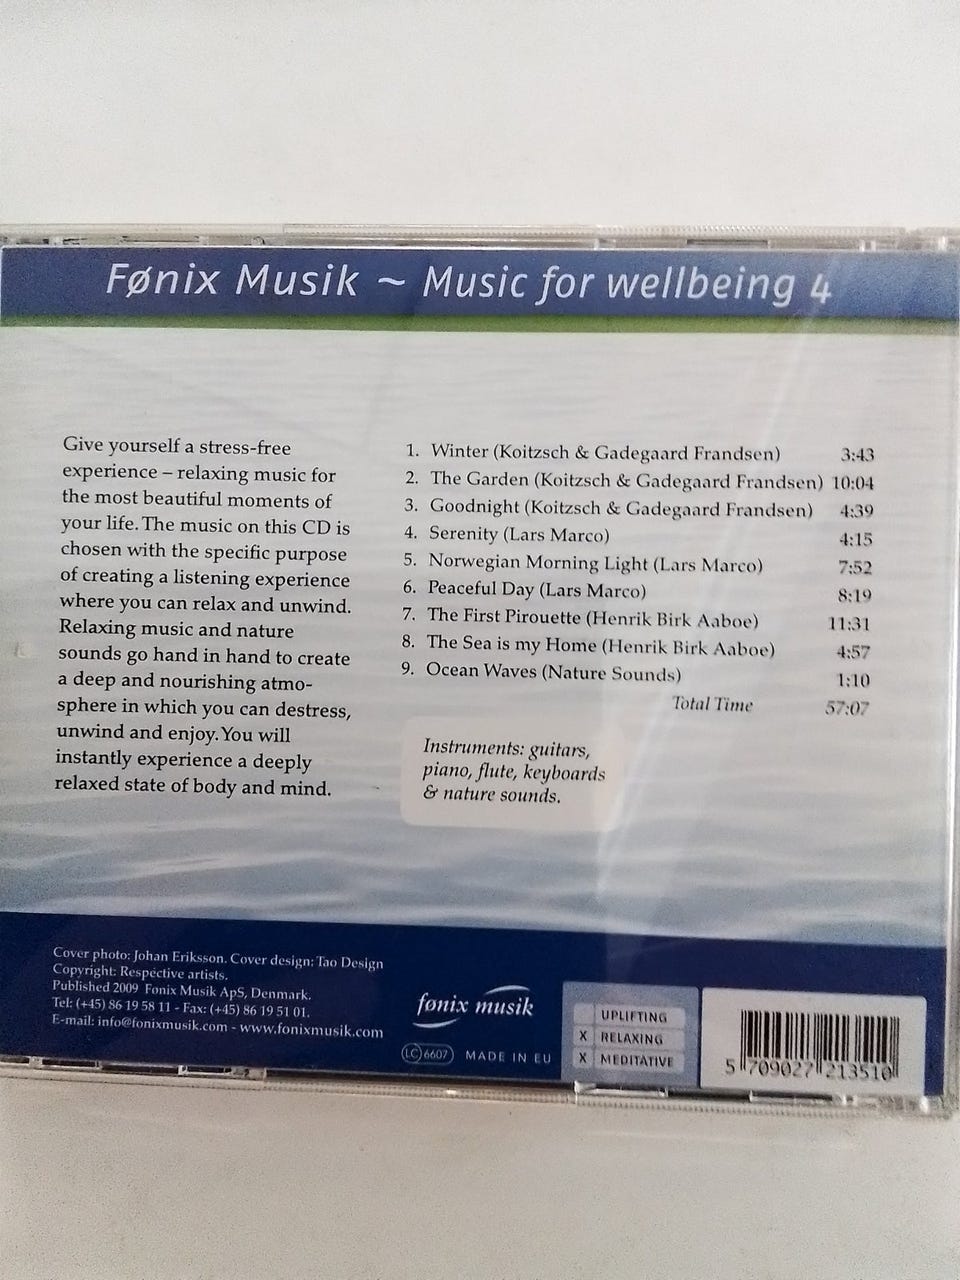 Fønix Musik ~ Music for wellbeing 4
Give yourself a stress-free
experience – relaxing music for
the most beautiful moments of
your life. The music on this CD is
chosen with the specific purpose
of creating a listening experience
where you can relax and unwind.
Relaxing music and nature
sounds go hand in hand to create
a deep and nourishing atmo-
sphere in which you can destress,
unwind and enjoy. You will
instantly experience a deeply
relaxed state of body and mind.
1. Winter (Koitzsch & Gadegaard Frandsen) 3:43
2. The Garden (Koitzsch & Gadegaard Frandsen) 10:04
3. Goodnight (Koitzsch & Gadegaard Frandsen) 4:39
4. Serenity (Lars Marco) 4:15
5. Norwegian Morning Light (Lars Marco) 7:52
6. Peaceful Day (Lars Marco) 8:19
7. The First Pirouette (Henrik Birk Aaboe) 11:31
8. The Sea is my Home (Henrik Birk Aaboe) 4:57
9. Ocean Waves (Nature Sounds) 1:10
Total Time 57:07
Instruments: guitars,
piano, flute, keyboards
& nature sounds.
Cover photo: Johan Eriksson. Cover design: Tao Design
Copyright: Respective artists.
Published 2009 Fønix Musik ApS, Denmark.
Tel: (+45) 86 19 58 11 - Fax: (+45) 86 19 51 01.
E-mail: info@fonixmusik.com - www.fonixmusik.com
fønix musik
LC 6607 MADE IN EU
UPLIFTING
X RELAXING
X MEDITATIVE
5 709027 213510